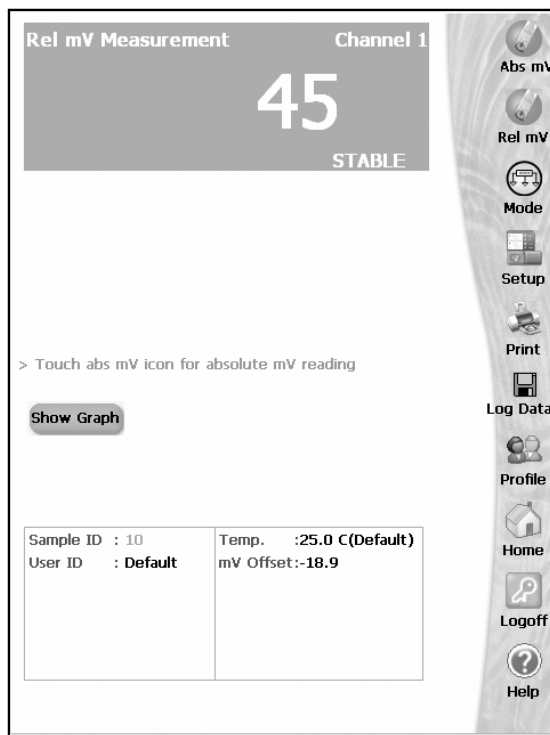 Rel mV Measurement Channel 1
45
STABLE
> Touch abs mV icon for absolute mV reading
Show Graph
Sample ID : 10
User ID : Default
Temp. :25.0 C(Default)
mV Offset:-18.9
Abs mV
Rel mV
Mode
Setup
Print
Log Data
Profile
Home
Logoff
Help